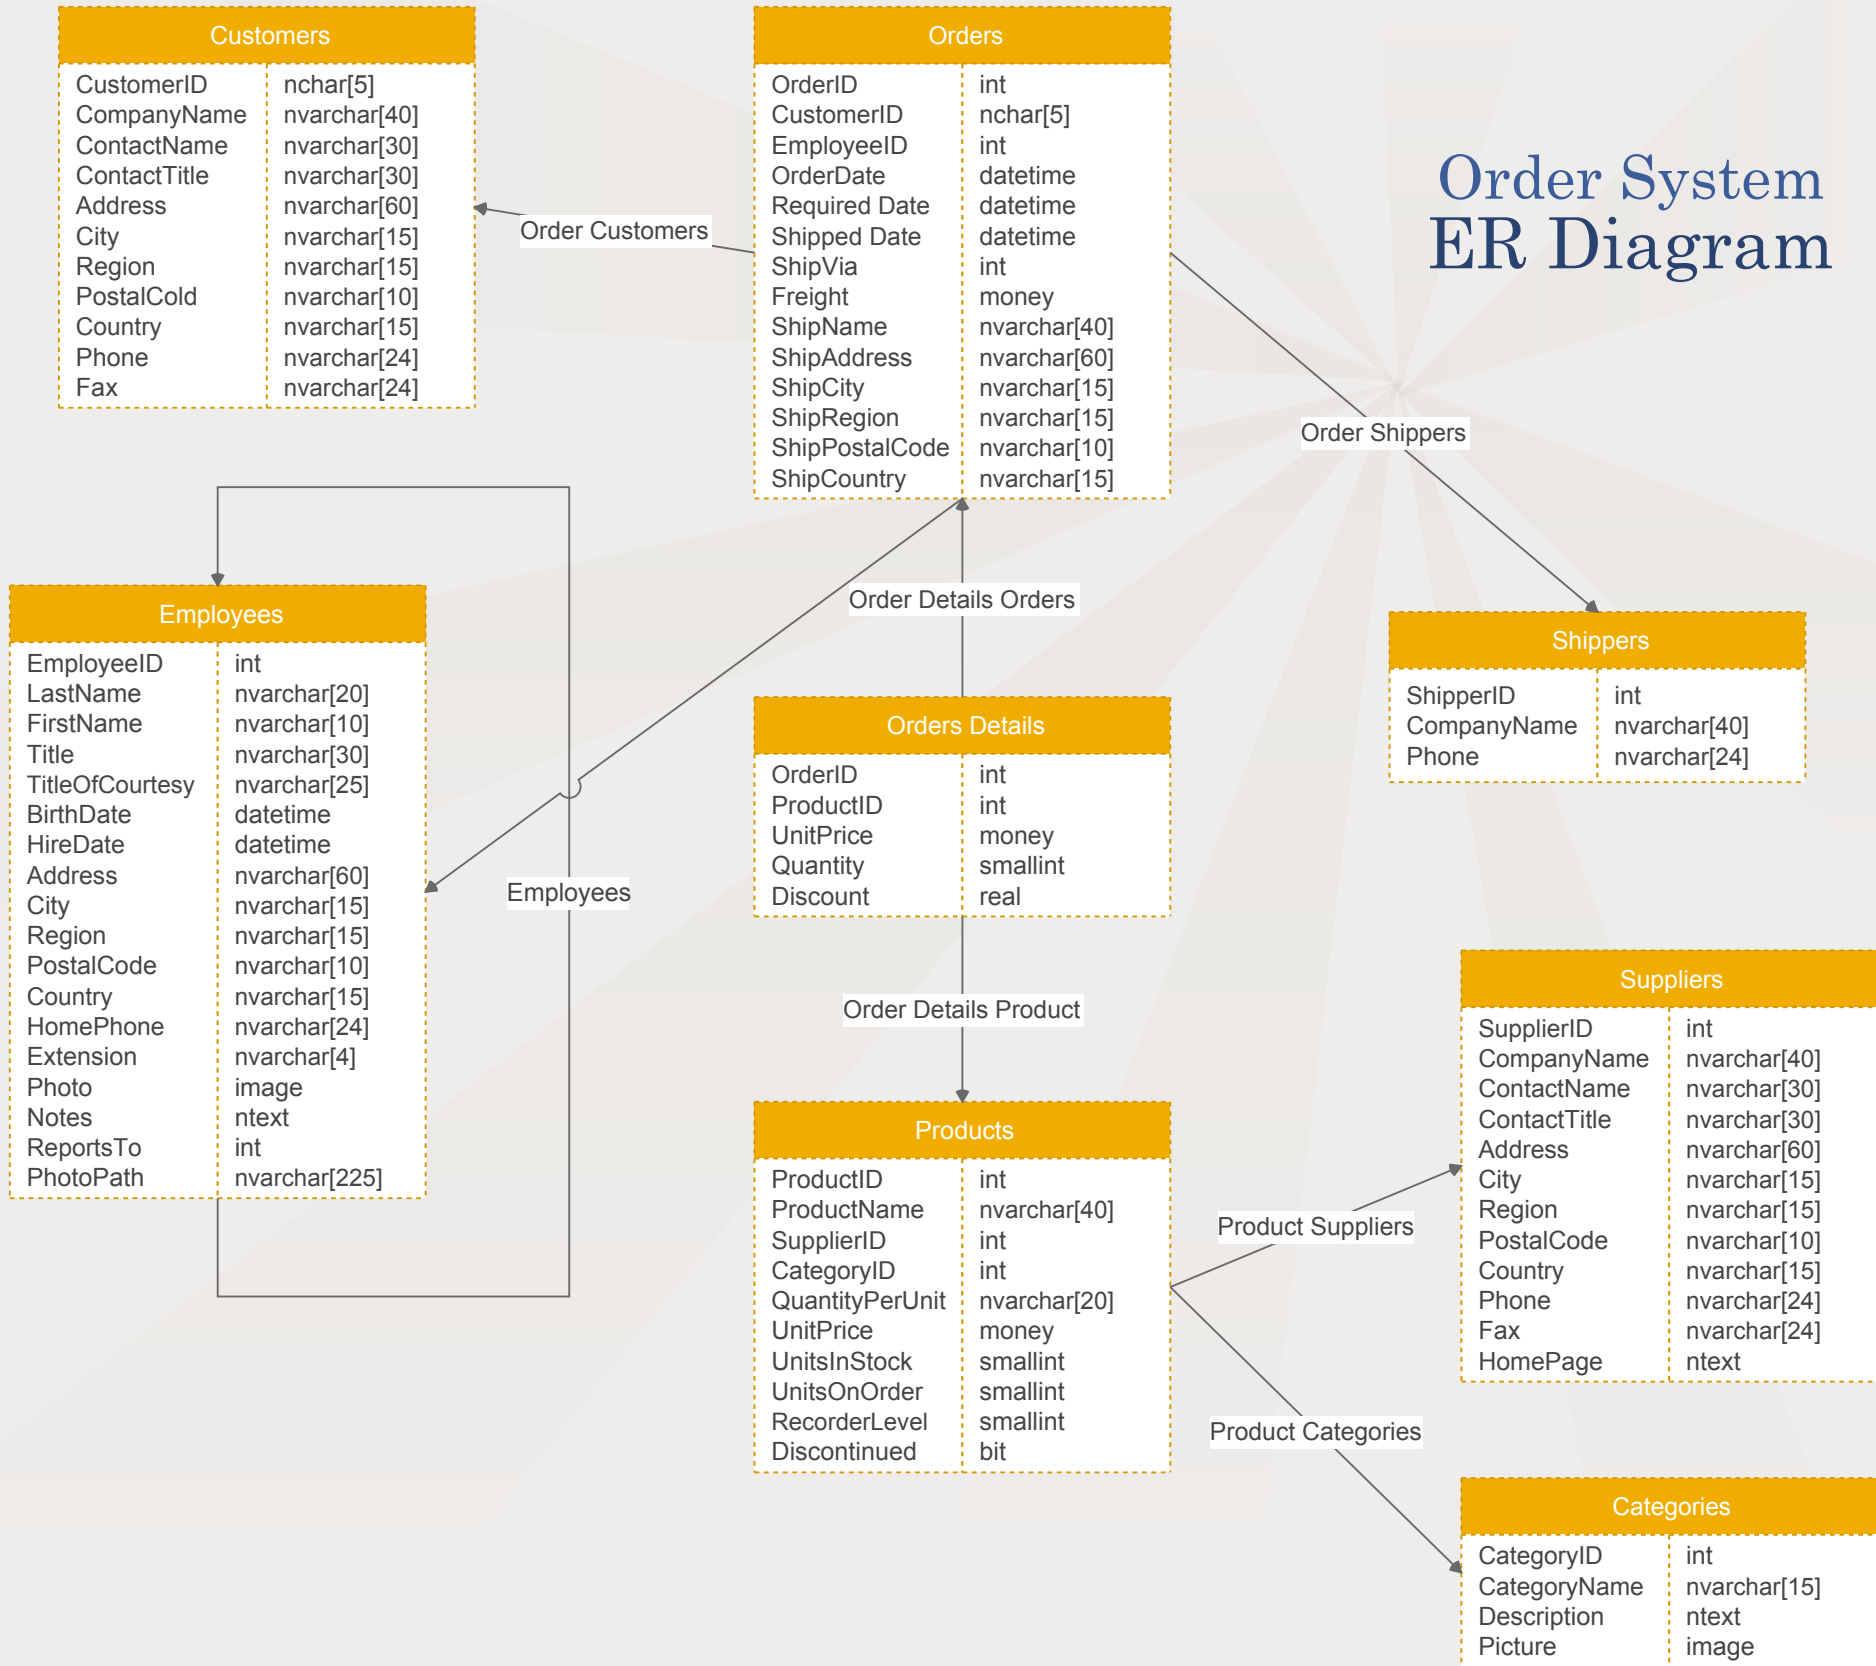 Order System
ER Diagram
Customers
CustomerID nchar[5]
CompanyName nvarchar[40]
ContactName nvarchar[30]
ContactTitle nvarchar[30]
Address nvarchar[60]
City nvarchar[15]
Region nvarchar[15]
PostalCold nvarchar[10]
Country nvarchar[15]
Phone nvarchar[24]
Fax nvarchar[24]
Order Customers
Orders
OrderID int
CustomerID nchar[5]
EmployeeID int
OrderDate datetime
Required Date datetime
Shipped Date datetime
ShipVia int
Freight money
ShipName nvarchar[40]
ShipAddress nvarchar[60]
ShipCity nvarchar[15]
ShipRegion nvarchar[15]
ShipPostalCode nvarchar[10]
ShipCountry nvarchar[15]
Order Shippers
Order Details Orders
Employees
EmployeeID int
LastName nvarchar[20]
FirstName nvarchar[10]
Title nvarchar[30]
TitleOfCourtesy nvarchar[25]
BirthDate datetime
HireDate datetime
Address nvarchar[60]
City nvarchar[15]
Region nvarchar[15]
PostalCode nvarchar[10]
Country nvarchar[15]
HomePhone nvarchar[24]
Extension nvarchar[4]
Photo image
Notes ntext
ReportsTo int
PhotoPath nvarchar[225]
Employees
Shippers
ShipperID int
CompanyName nvarchar[40]
Phone nvarchar[24]
Orders Details
OrderID int
ProductID int
UnitPrice money
Quantity smallint
Discount real
Order Details Product
Products
ProductID int
ProductName nvarchar[40]
SupplierID int
CategoryID int
QuantityPerUnit nvarchar[20]
UnitPrice money
UnitsInStock smallint
UnitsOnOrder smallint
RecorderLevel smallint
Discontinued bit
Product Suppliers
Product Categories
Suppliers
SupplierID int
CompanyName nvarchar[40]
ContactName nvarchar[30]
ContactTitle nvarchar[30]
Address nvarchar[60]
City nvarchar[15]
Region nvarchar[15]
PostalCode nvarchar[10]
Country nvarchar[15]
Phone nvarchar[24]
Fax nvarchar[24]
HomePage ntext
Categories
CategoryID int
CategoryName nvarchar[15]
Description ntext
Picture image